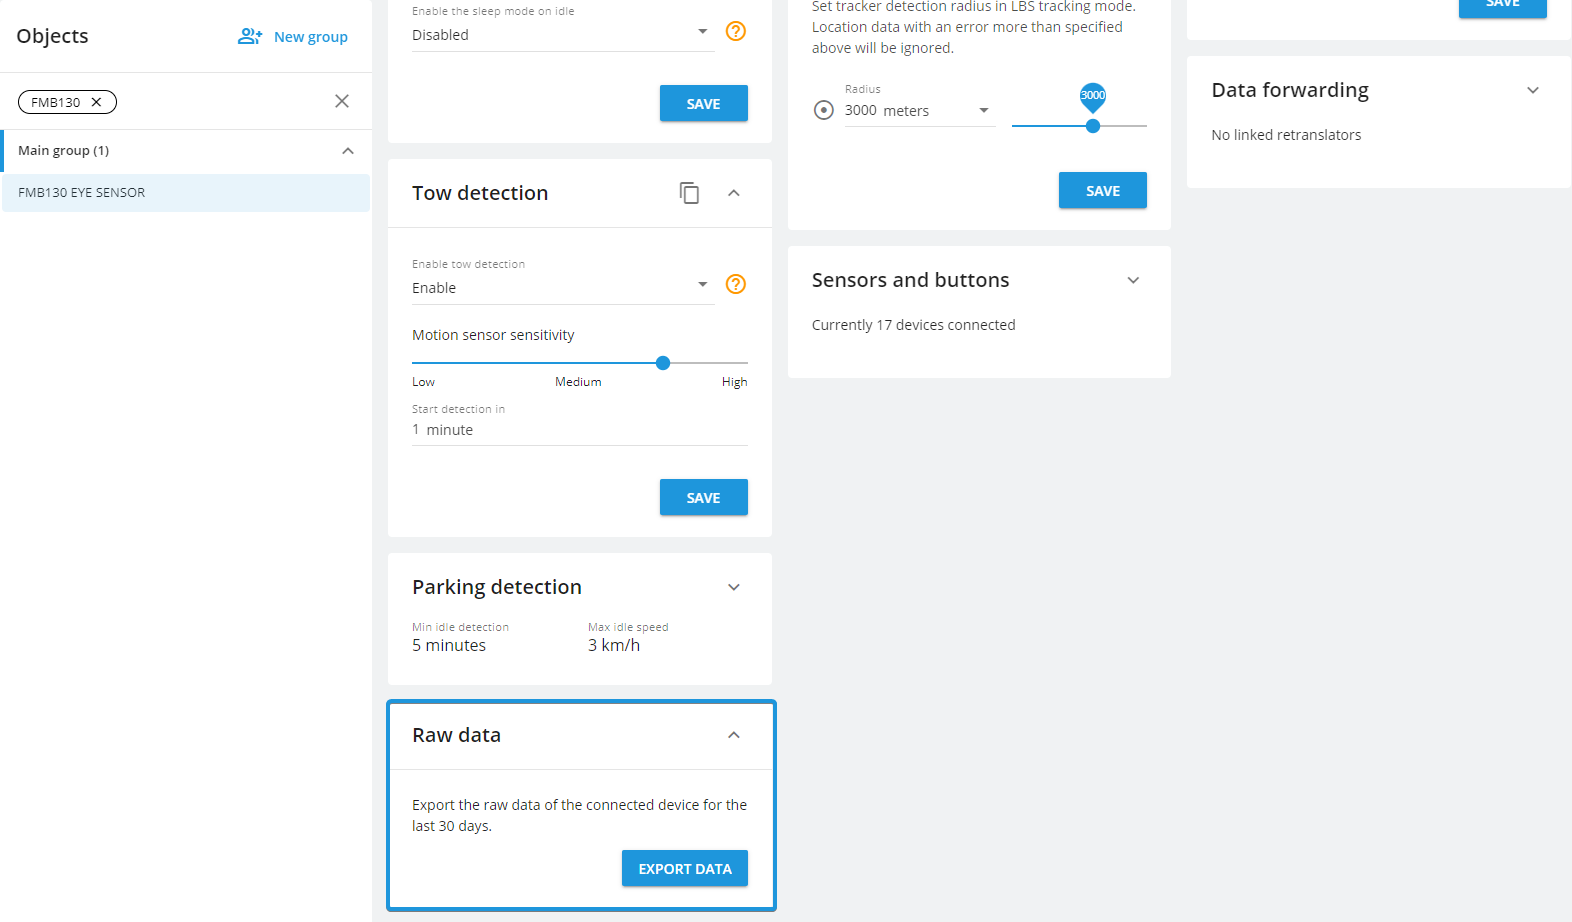 Objects
New group
FMB130
Main group (1)
FMB130 EYE SENSOR
Enable the sleep mode on idle
Disabled
SAVE
Tow detection
Enable tow detection
Enable
Motion sensor sensitivity
Low Medium High
Start detection in
1 minute
SAVE
Parking detection
Min idle detection Max idle speed
5 minutes 3 km/h
Raw data
Export the raw data of the connected device for the
last 30 days.
EXPORT DATA
Set tracker detection radius in LBS tracking mode.
Location data with an error more than specified
above will be ignored.
Radius
3000 meters
3000
SAVE
Sensors and buttons
Currently 17 devices connected
SAVE
Data forwarding
No linked retranslators